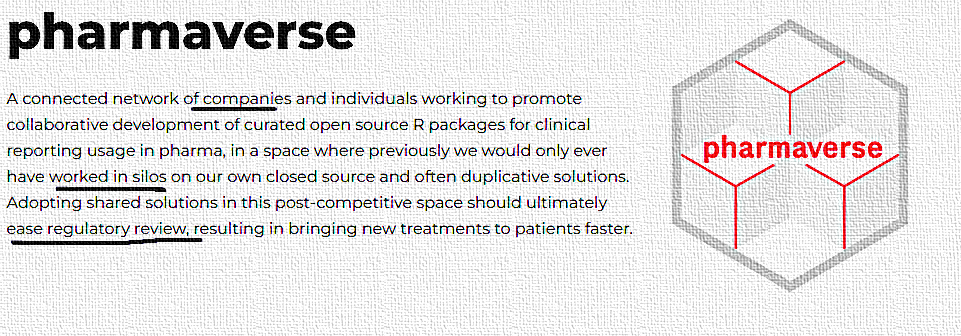 pharmaverse
A connected network of companies and individuals working to promote
collaborative development of curated open source R packages for clinical
reporting usage in pharma, in a space where previously we would only ever
have worked in silos on our own closed source and often duplicative solutions.
Adopting shared solutions in this post-competitive space should ultimately
ease regulatory review, resulting in bringing new treatments to patients faster.
pharmaverse